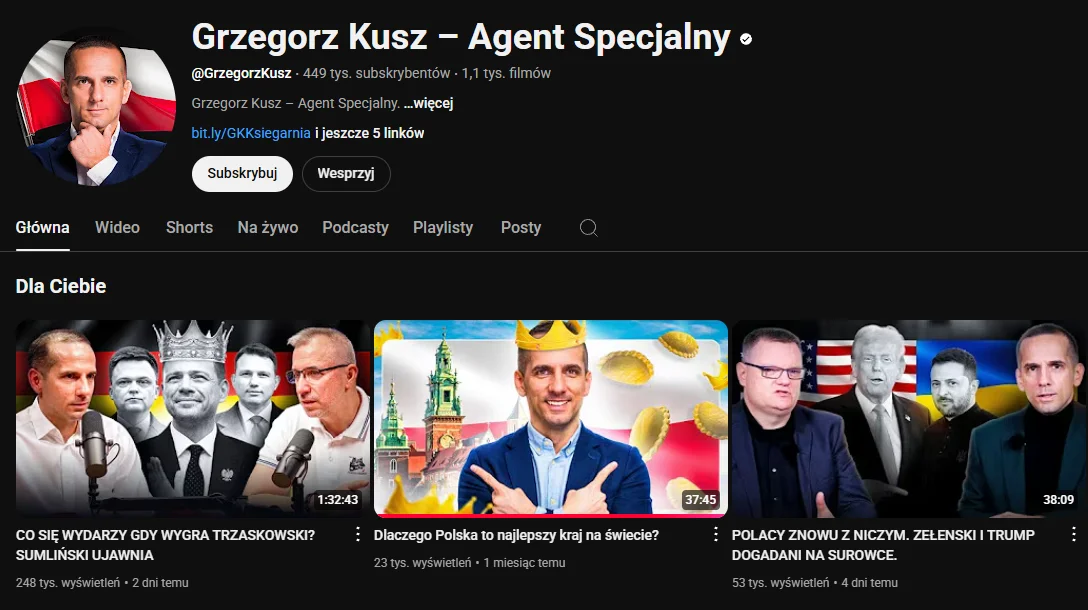 Grzegorz Kusz – Agent Specjalny
@GrzegorzKusz · 449 tys. subskrybentów · 1,1 tys. filmów
Grzegorz Kusz – Agent Specjalny. ...więcej
bit.ly/GKKsiegarnia i jeszcze 5 linków
Subskrybuj Wesprzyj
Główna Wideo Shorts Na żywo Podcasty Playlisty Posty
Dla Ciebie
1:32:43
CO SIĘ WYDARZY GDY WYGRA TRZASKOWSKI?
SUMLIŃSKI UJAWNIA
248 tys. wyświetleń • 2 dni temu
37:45
Dlaczego Polska to najlepszy kraj na świecie?
23 tys. wyświetleń • 1 miesiąc temu
38:09
POLACY ZNOWU Z NICZYM. ZEŁENSKI I TRUMP
DOGADANI NA SUROWCE.
53 tys. wyświetleń • 4 dni temu